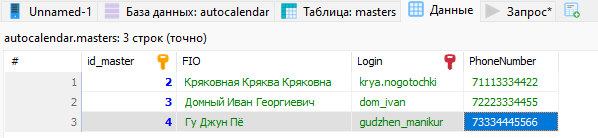 Unnamed-1 База данных: autocalendar Таблица: masters Данные Запрос*
autocalendar.masters: 3 строк (точно)
# id_master FIO Login PhoneNumber
1 2 Кряковная Кряква Кряковна krya.nogotochki 71113334422
2 3 Домный Иван Георгиевич dom_ivan 72223334455
3 4 Гу Джун Пё gudzhen_manikur 73334445566